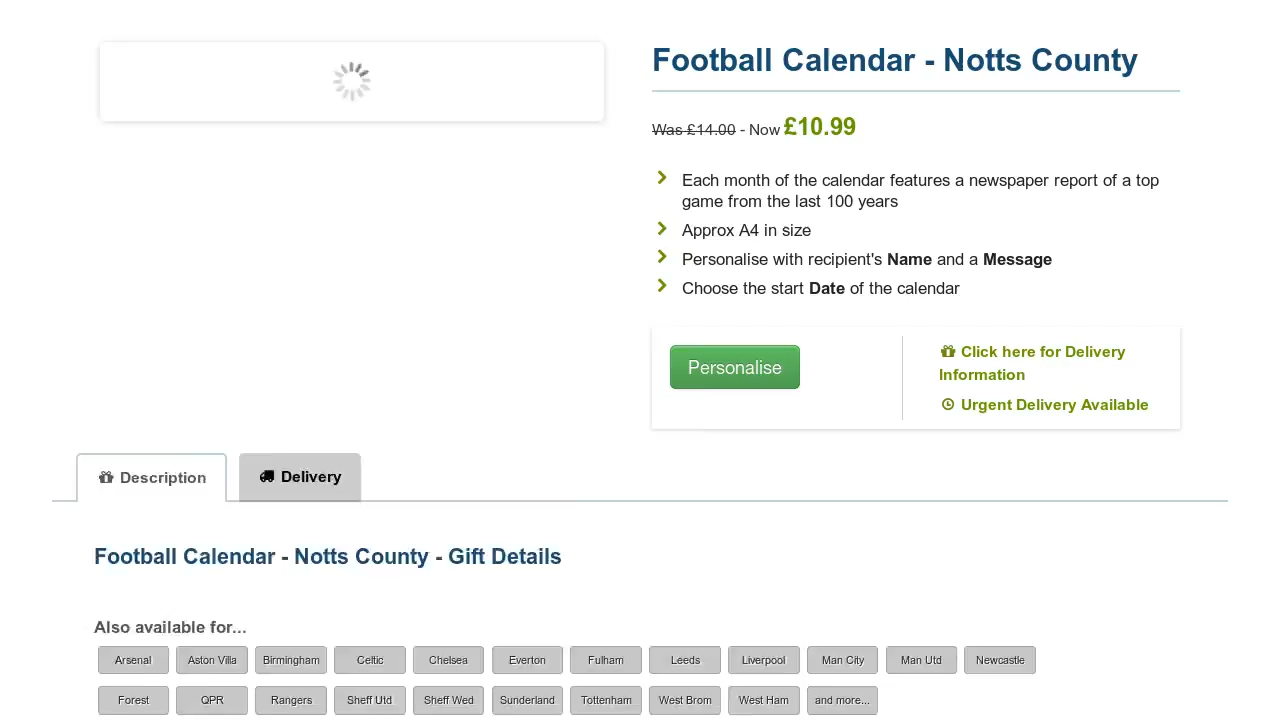 Football Calendar - Notts County
Was £14.00 - Now £10.99
Each month of the calendar features a newspaper report of a top
game from the last 100 years
Approx A4 in size
Personalise with recipient's Name and a Message
Choose the start Date of the calendar
Personalise
Click here for Delivery
Information
Urgent Delivery Available
Description
Delivery
Football Calendar - Notts County - Gift Details
Also available for...
Arsenal Aston Villa Birmingham Celtic Chelsea Everton Fulham Leeds Liverpool Man City Man Utd Newcastle
Forest QPR Rangers Sheff Utd Sheff Wed Sunderland Tottenham West Brom West Ham and more...